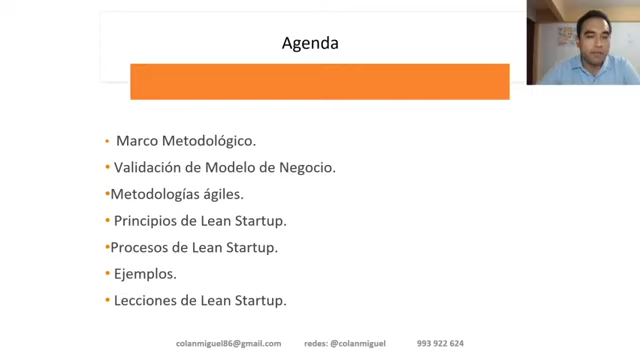 Agenda
• Marco Metodológico.
• Validación de Modelo de Negocio.
•Metodologías ágiles.
• Principios de Lean Startup.
•Procesos de Lean Startup.
• Ejemplos.
• Lecciones de Lean Startup.
colanmiguel86@gmail.com redes: @colanmiguel 993 922 624